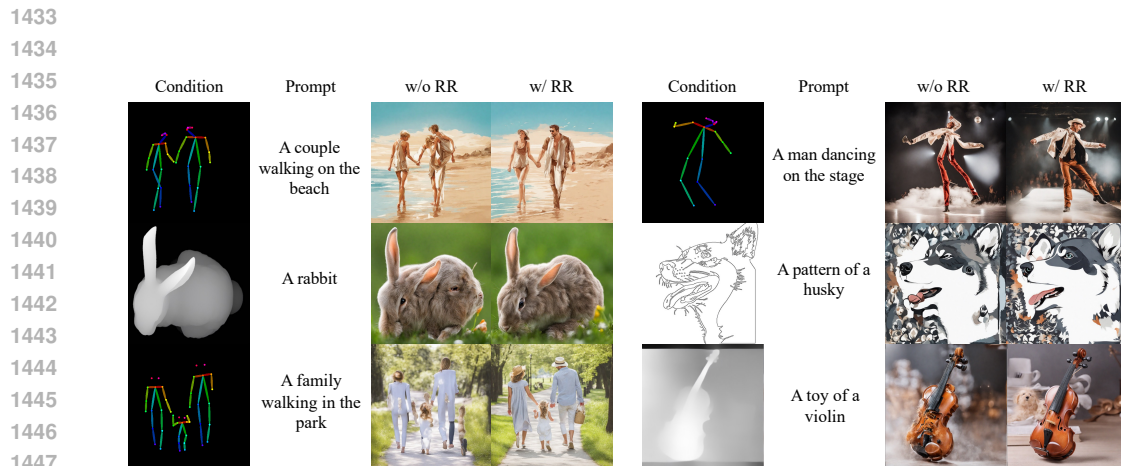 1433
1434
1435
Condition Prompt w/o RR w/ RR Condition Prompt w/o RR w/ RR
1436
1437
1438
1439
A couple
walking on the
beach
A man dancing
on the stage
1440
1441
1442
1443
A rabbit
A pattern of a
husky
1444
1445
1446
1447
A family
walking in the
park
A toy of a
violin